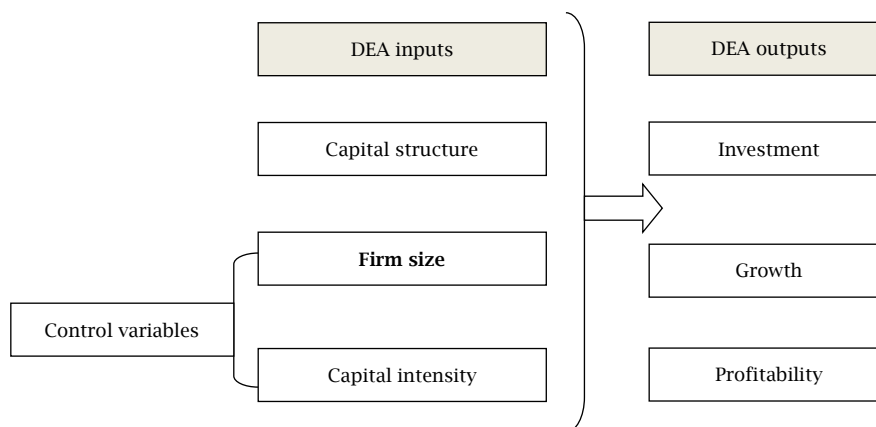 DEA inputs
DEA outputs
Capital structure
Investment
Firm size
Growth
Control variables
Capital intensity
Profitability